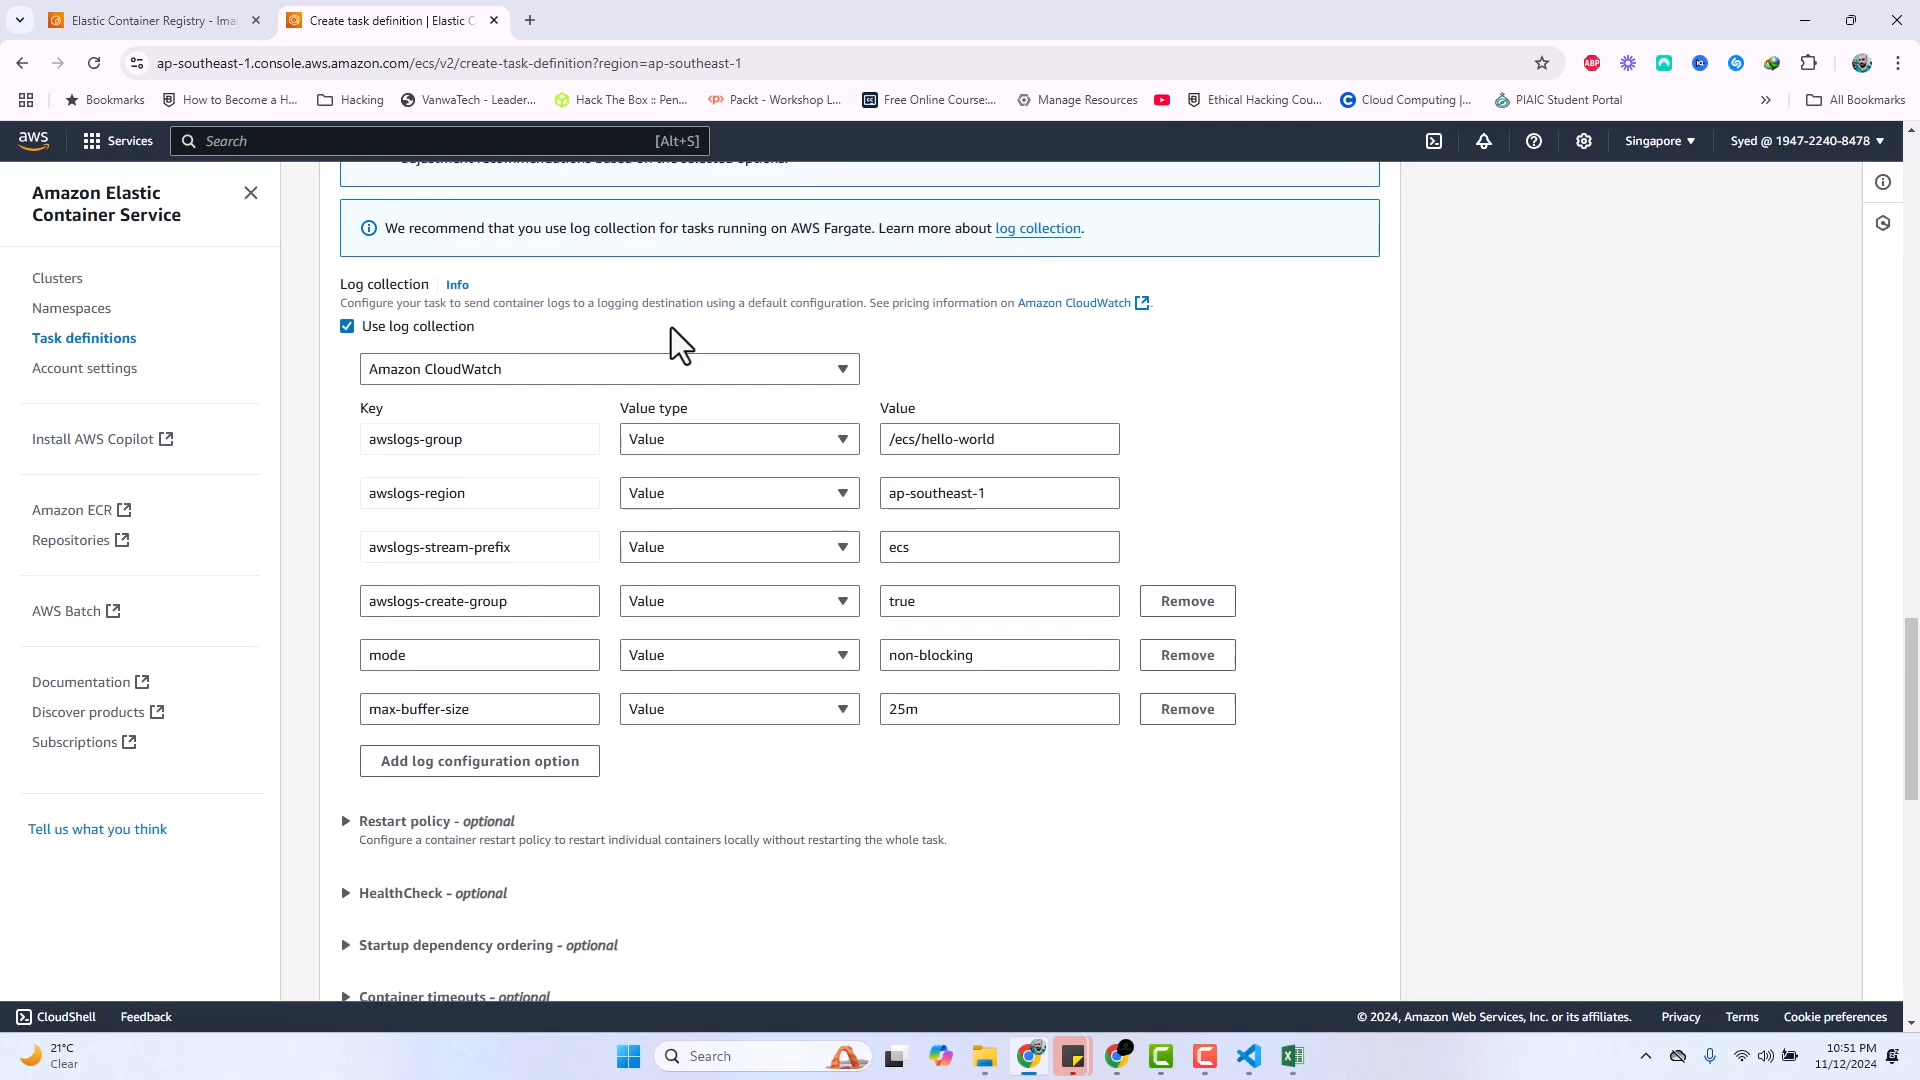 Elastic Container Registry - Ima
Create task definition | Elastic C
ap-southeast-1.console.aws.amazon.com/ecs/v2/create-task-definition?region=ap-southeast-1
ABP
Bookmarks
How to Become a H...
Hacking
VanwaTech - Leader...
Hack The Box :: Pen...
Packt - Workshop L...
Free Online Course:...
Manage Resources
Ethical Hacking Cou...
Cloud Computing |...
PIAIC Student Portal
All Bookmarks
aws
Services
Search
[Alt+S]
Singapore
Syed @ 1947-2240-8478
Amazon Elastic
Container Service
Clusters
Namespaces
Task definitions
Account settings
Install AWS Copilot
Amazon ECR
Repositories
AWS Batch
Documentation
Discover products
Subscriptions
Tell us what you think
adjustment recommendations based on the selected options.
We recommend that you use log collection for tasks running on AWS Fargate. Learn more about log collection.
Log collection
Info
Configure your task to send container logs to a logging destination using a default configuration. See pricing information on Amazon CloudWatch.
Use log collection
Amazon CloudWatch
Key
Value type
Value
awslogs-group
Value
/ecs/hello-world
awslogs-region
Value
ap-southeast-1
awslogs-stream-prefix
Value
ecs
awslogs-create-group
Value
true
Remove
mode
Value
non-blocking
Remove
max-buffer-size
Value
25m
Remove
Add log configuration option
Restart policy - optional
Configure a container restart policy to restart individual containers locally without restarting the whole task.
HealthCheck - optional
Startup dependency ordering - optional
Container timeouts - optional
CloudShell
Feedback
© 2024, Amazon Web Services, Inc. or its affiliates.
Privacy
Terms
Cookie preferences
21°C
Clear
Search
10:51 PM
11/12/2024